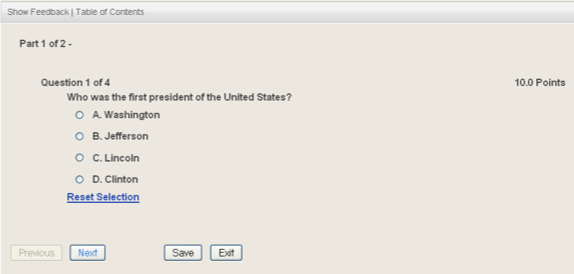 Show Feedback | Table of Contents
Part 1 of 2 -
Question 1 of 4 10.0 Points
Who was the first president of the United States?
A. Washington
B. Jefferson
C. Lincoln
D. Clinton
Reset Selection
Previous Next Save Exit